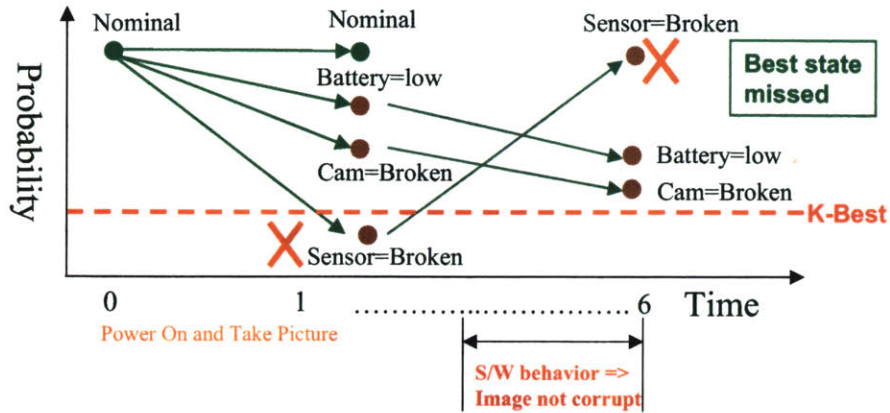 Probability
Nominal
Nominal
Sensor=Broken
Best state
missed
Battery=low
Battery=low
Cam=Broken
Cam=Broken
K-Best
Sensor=Broken
0
1
..............................
6
Time
Power On and Take Picture
S/W behavior =>
Image not corrupt